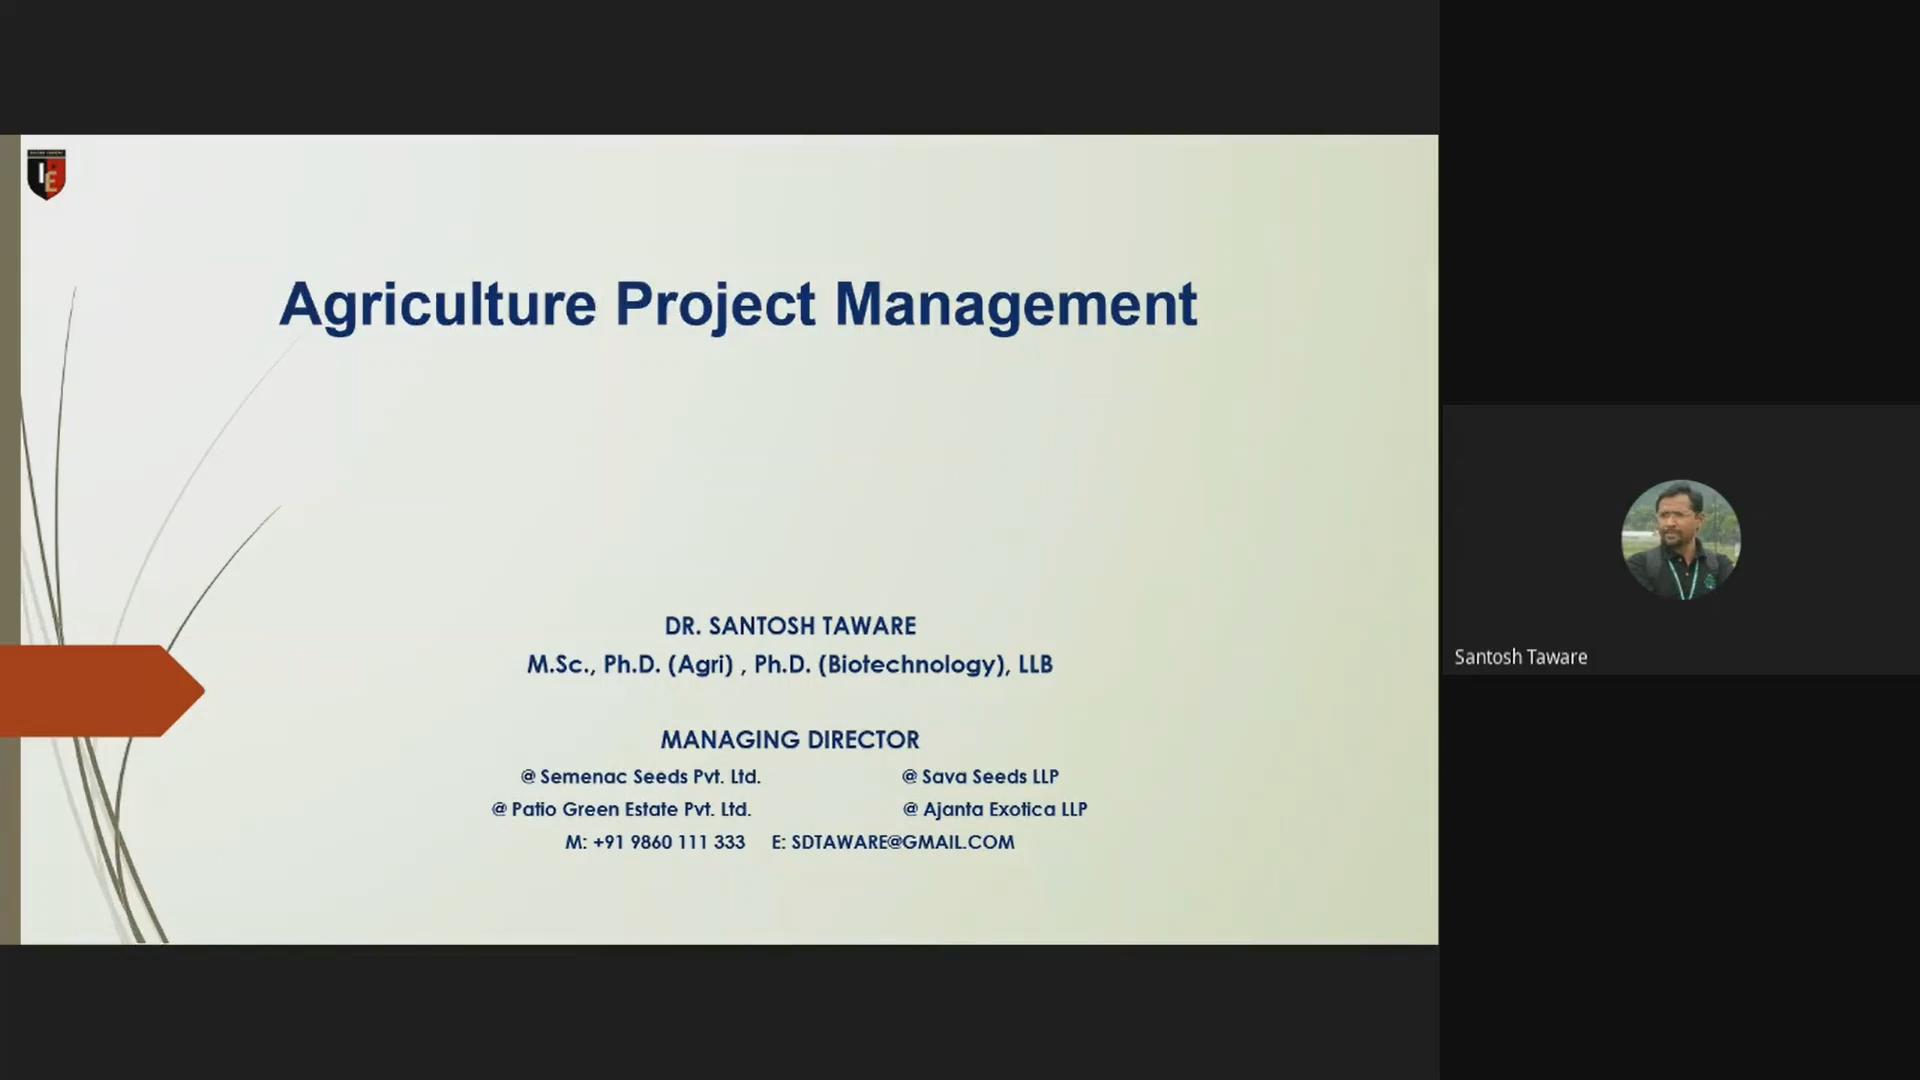 IE
Agriculture Project Management
DR. SANTOSH TAWARE
M.Sc., Ph.D. (Agri) , Ph.D. (Biotechnology), LLB
MANAGING DIRECTOR
@ Semenac Seeds Pvt. Ltd. @ Sava Seeds LLP
@ Patio Green Estate Pvt. Ltd. @ Ajanta Exotica LLP
M: +91 9860 111 333 E: SDTAWARE@GMAIL.COM
Santosh Taware